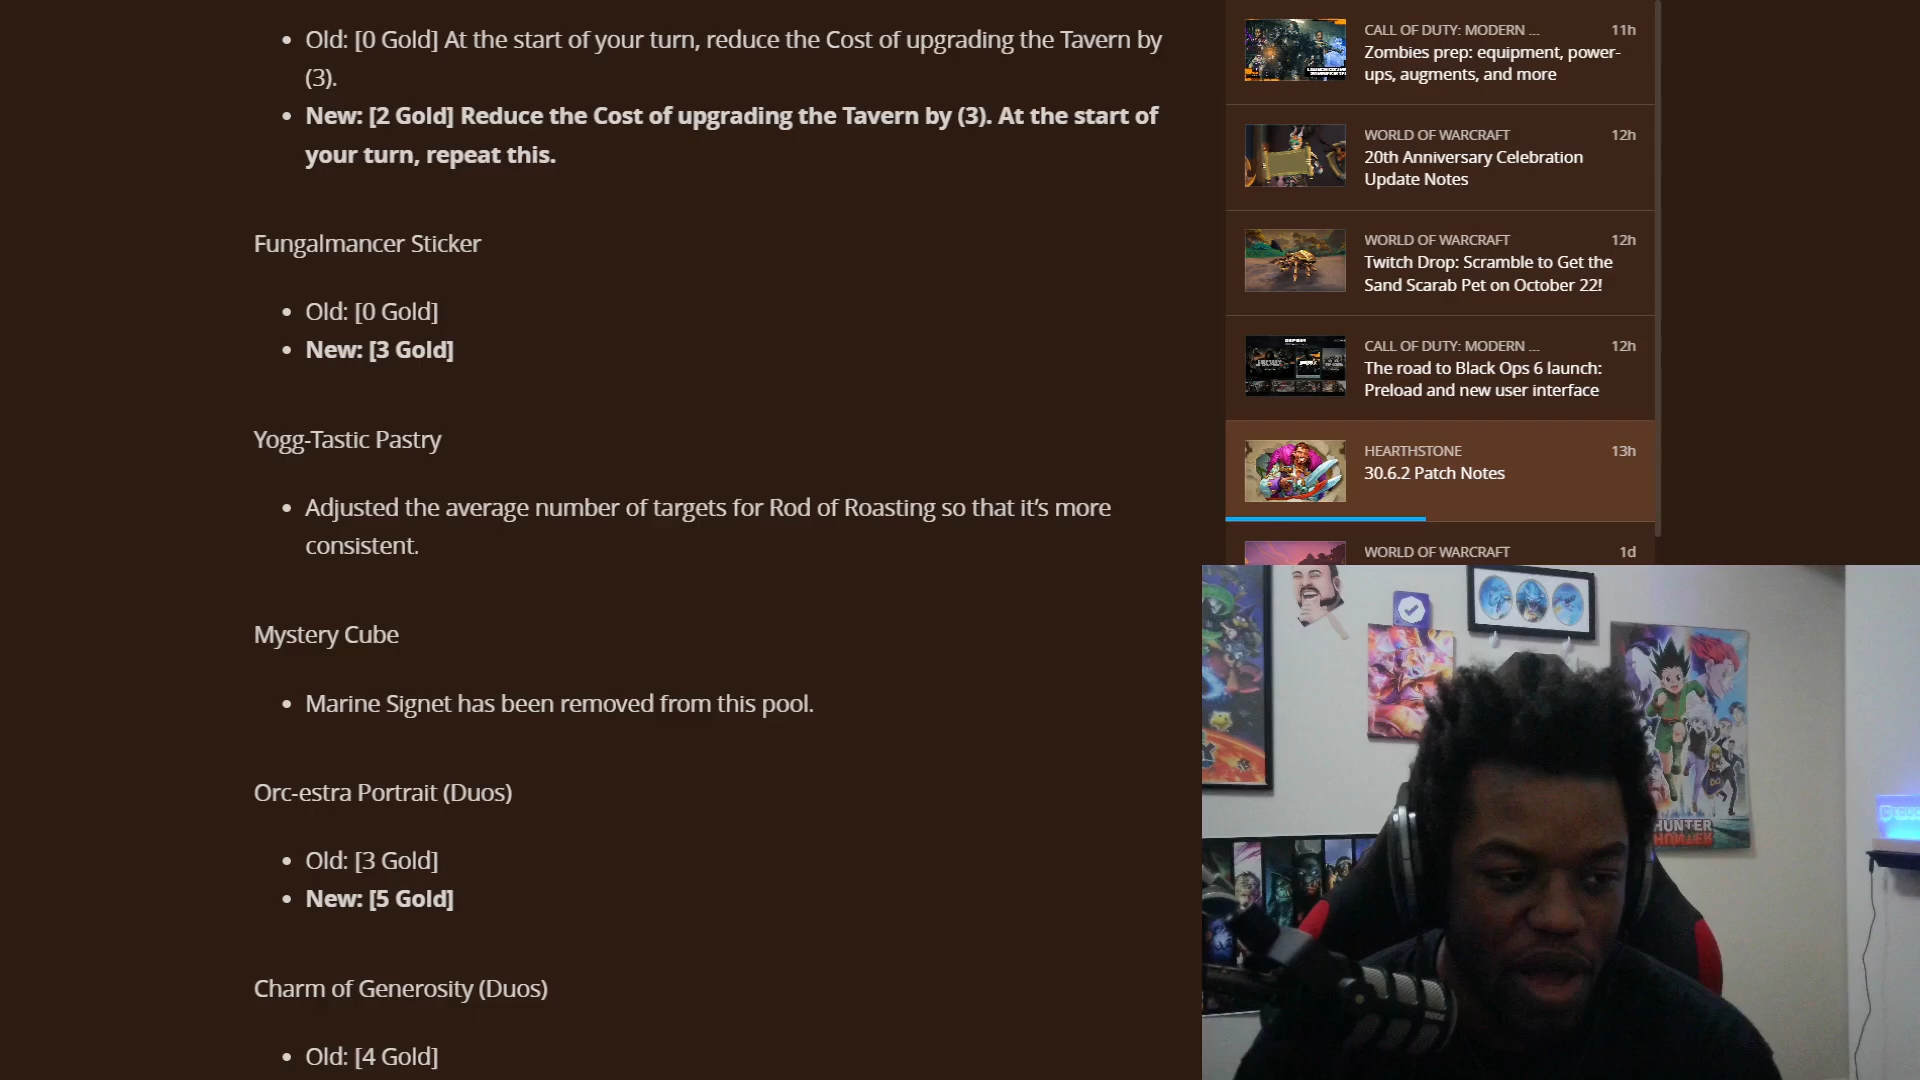 Old: [0 Gold] At the start of your turn, reduce the Cost of upgrading the Tavern by
(3).
New: [2 Gold] Reduce the Cost of upgrading the Tavern by (3). At the start of
your turn, repeat this.
Fungalmancer Sticker
Old: [0 Gold]
New: [3 Gold]
Yogg-Tastic Pastry
Adjusted the average number of targets for Rod of Roasting so that it’s more
consistent.
Mystery Cube
Marine Signet has been removed from this pool.
Orc-estra Portrait (Duos)
Old: [3 Gold]
New: [5 Gold]
Charm of Generosity (Duos)
Old: [4 Gold]
CALL OF DUTY: MODERN ... 11h
Zombies prep: equipment, power-
ups, augments, and more
WORLD OF WARCRAFT 12h
20th Anniversary Celebration
Update Notes
WORLD OF WARCRAFT 12h
Twitch Drop: Scramble to Get the
Sand Scarab Pet on October 22!
CALL OF DUTY: MODERN ... 12h
The road to Black Ops 6 launch:
Preload and new user interface
HEARTHSTONE 13h
30.6.2 Patch Notes
WORLD OF WARCRAFT 1d
HUNTER
HUNTER